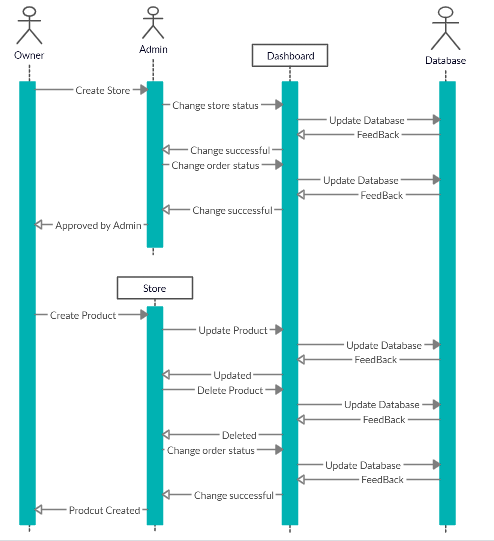 Owner
Admin
Dashboard
Database
Create Store
Change store status
Update Database
FeedBack
Change successful
Change order status
Update Database
FeedBack
Change successful
Approved by Admin
Store
Create Product
Update Product
Update Database
FeedBack
Updated
Delete Product
Update Database
FeedBack
Deleted
Change order status
Update Database
FeedBack
Change successful
Prodcut Created